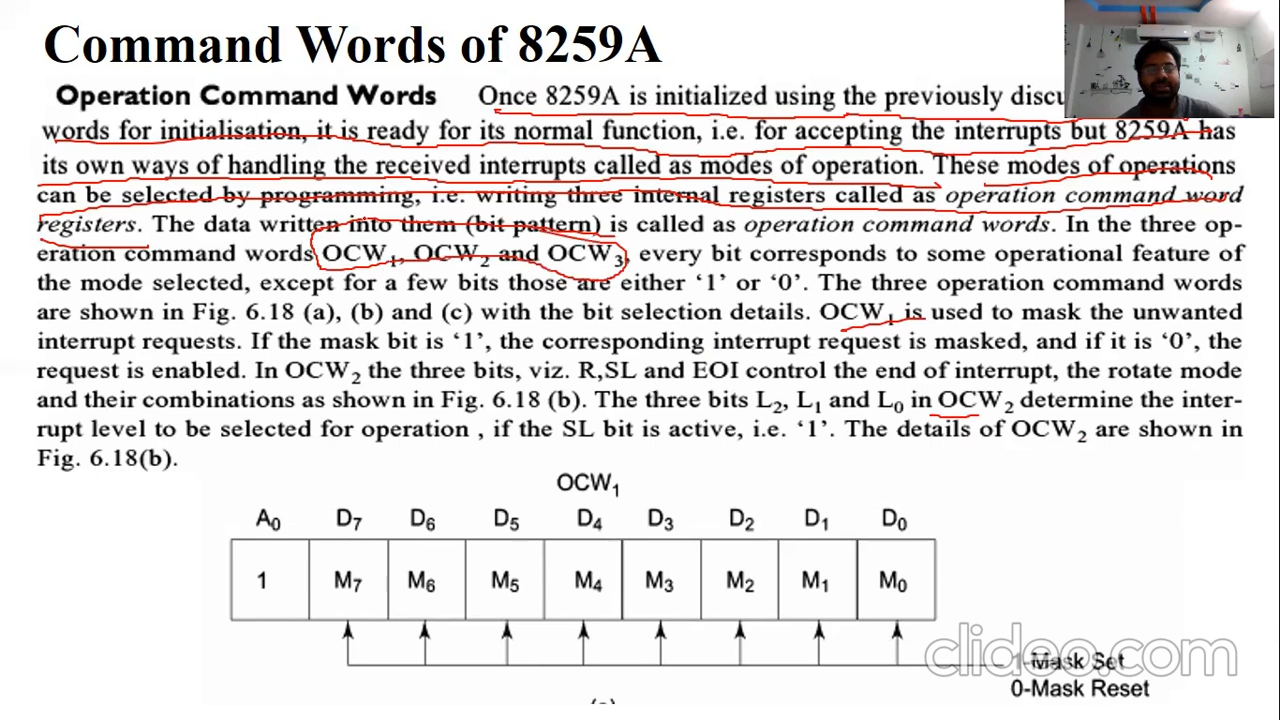 Command Words of 8259A
Operation Command Words Once 8259A is initialized using the previously discu
words for initialisation, it is ready for its normal function, i.e. for accepting the interrupts but 8259A has
its own ways of handling the received interrupts called as modes of operation. These modes of operations
can be selected by programming, i.e. writing three internal registers called as operation command word
registers. The data written into them (bit pattern) is called as operation command words. In the three op-
eration command words OCW₁, OCW₂ and OCW₃, every bit corresponds to some operational feature of
the mode selected, except for a few bits those are either ‘1’ or ‘0’. The three operation command words
are shown in Fig. 6.18 (a), (b) and (c) with the bit selection details. OCW₁ is used to mask the unwanted
interrupt requests. If the mask bit is ‘1’, the corresponding interrupt request is masked, and if it is ‘0’, the
request is enabled. In OCW₂ the three bits, viz. R,SL and EOI control the end of interrupt, the rotate mode
and their combinations as shown in Fig. 6.18 (b). The three bits L₂, L₁ and L₀ in OCW₂ determine the inter-
rupt level to be selected for operation , if the SL bit is active, i.e. ‘1’. The details of OCW₂ are shown in
Fig. 6.18(b).
OCW₁
A₀ D₇ D₆ D₅ D₄ D₃ D₂ D₁ D₀
1 M₇ M₆ M₅ M₄ M₃ M₂ M₁ M₀
1-Mask Set
0-Mask Reset
clideo.com